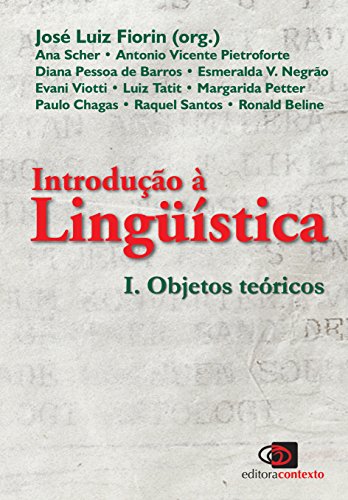 José Luiz Fiorin (org.)
Ana Scher • Antonio Vicente Pietroforte
Diana Pessoa de Barros • Esmeralda V. Negrão
Evani Viotti • Luiz Tatit • Margarida Petter
Paulo Chagas • Raquel Santos • Ronald Beline
Introdução à
Lingüística
I. Objetos teóricos
editoracontexto